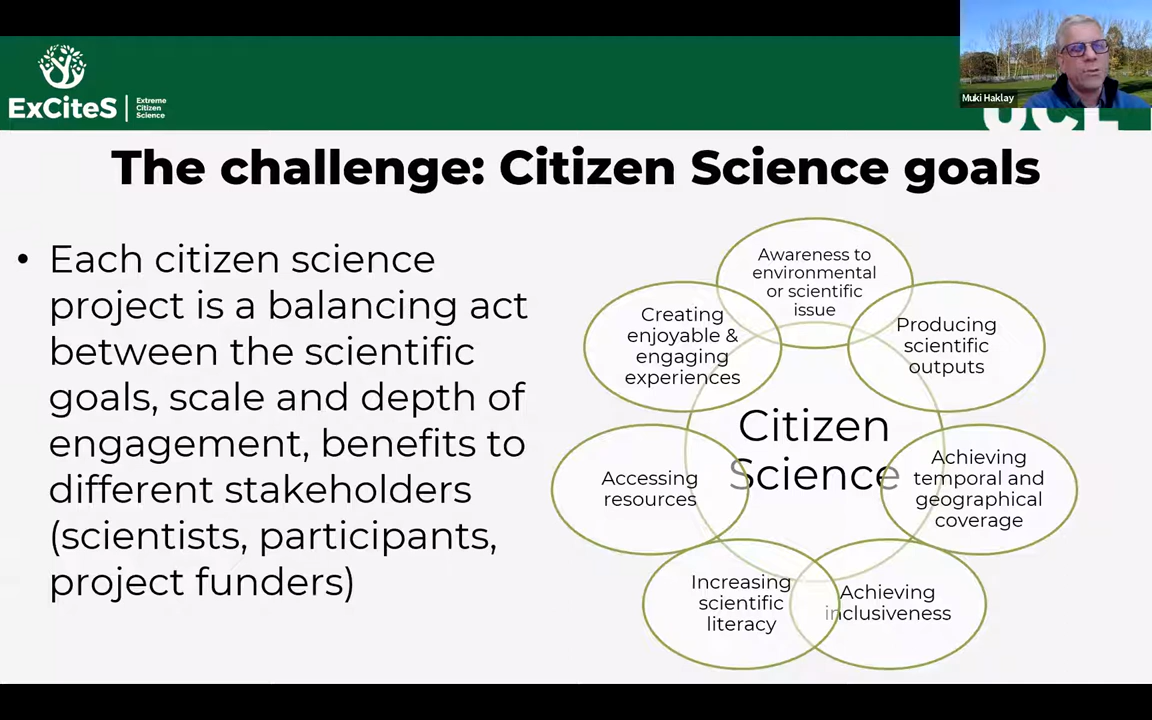 ExCiteS
Extreme
Citizen
Science
Muki Haklay
UCL
The challenge: Citizen Science goals
• Each citizen science
project is a balancing act
between the scientific
goals, scale and depth of
engagement, benefits to
different stakeholders
(scientists, participants,
project funders)
Awareness to
environmental
or scientific
issue
Producing
scientific
outputs
Achieving
temporal and
geographical
coverage
Achieving
inclusiveness
Increasing
scientific
literacy
Accessing
resources
Creating
enjoyable &
engaging
experiences
Citizen
Science